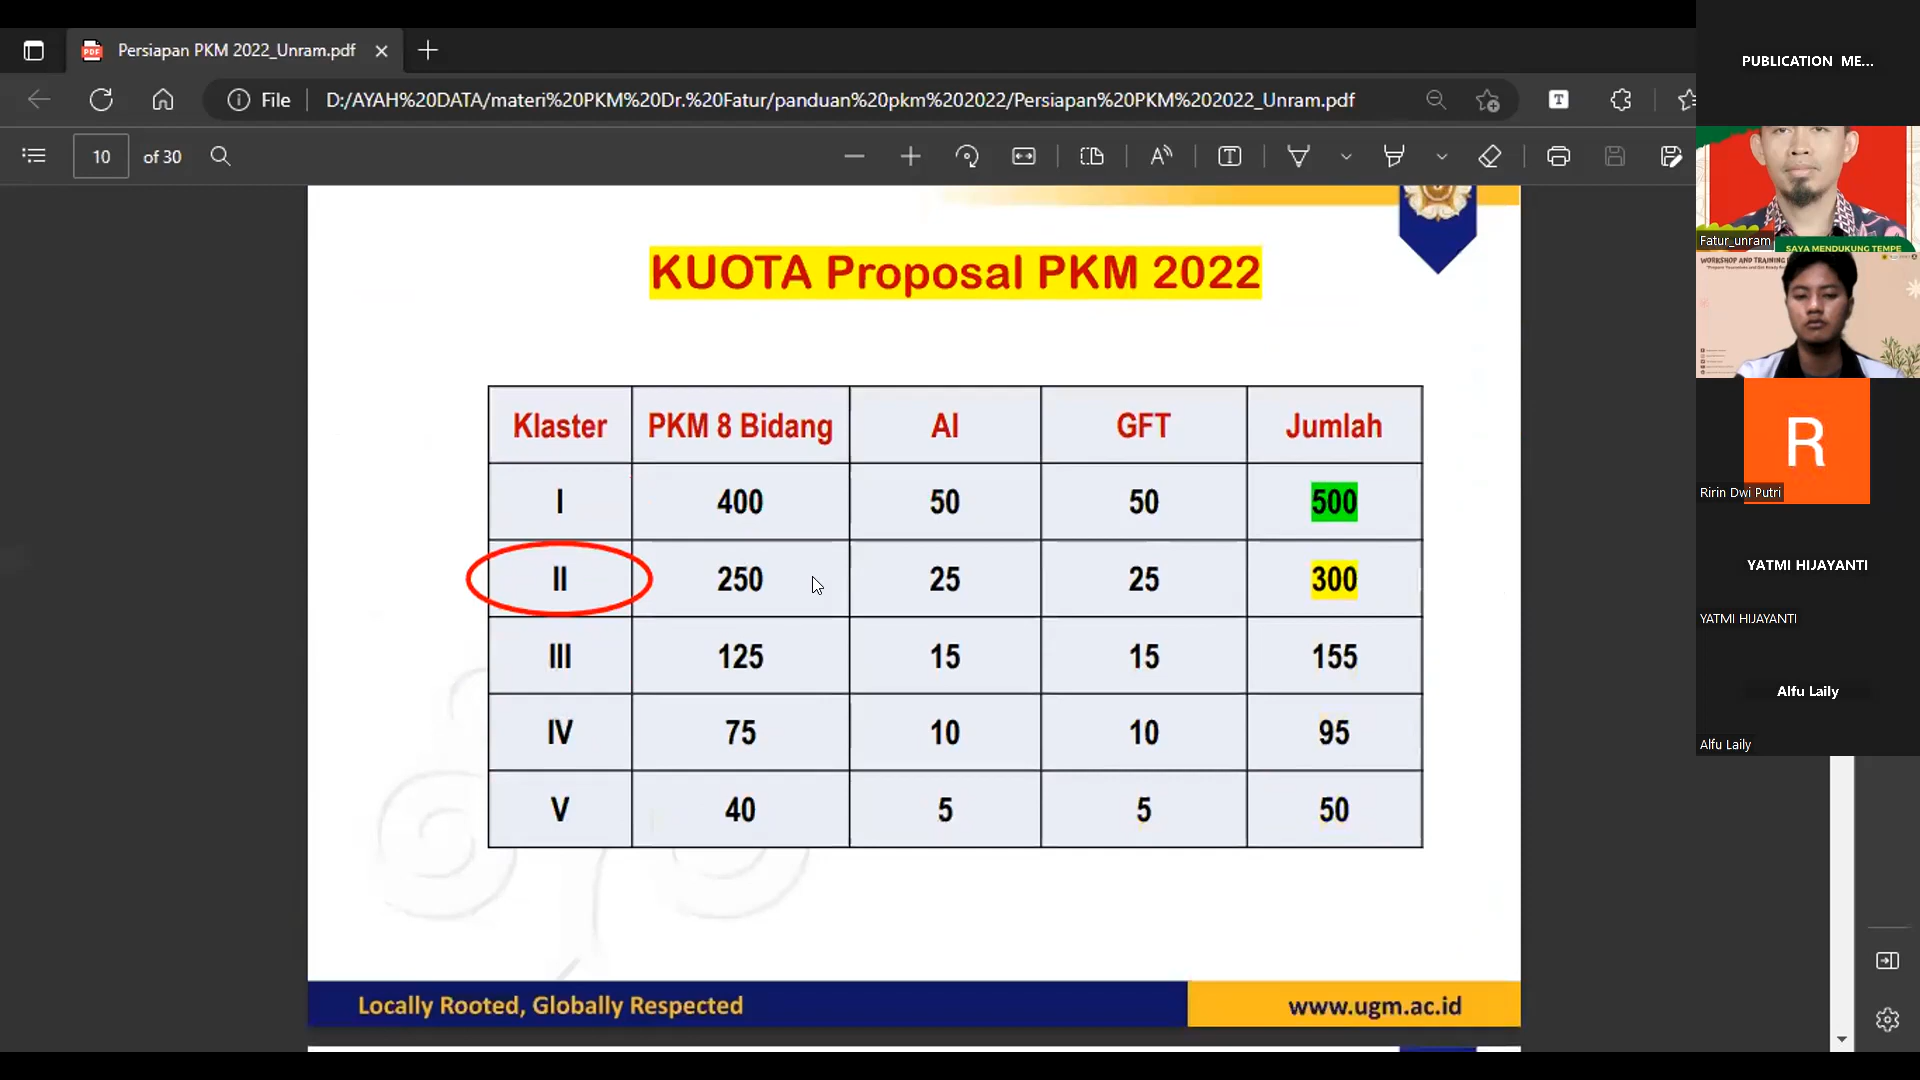 Persiapan PKM 2022_Unram.pdf
File
D:/AYAH%20DATA/materi%20PKM%20Dr.%20Fatur/panduan%20pkm%202022/Persiapan%20PKM%202022_Unram.pdf
10 of 30
KUOTA Proposal PKM 2022
Klaster PKM 8 Bidang AI GFT Jumlah
I 400 50 50 500
II 250 25 25 300
III 125 15 15 155
IV 75 10 10 95
V 40 5 5 50
Locally Rooted, Globally Respected
www.ugm.ac.id
PUBLICATION ME...
Fatur_unram
SAYA MENDUKUNG TEMPE
WORKSHOP AND TRAINING
R
Ririn Dwi Putri
YATMI HIJAYANTI
YATMI HIJAYANTI
Alfu Laily
Alfu Laily